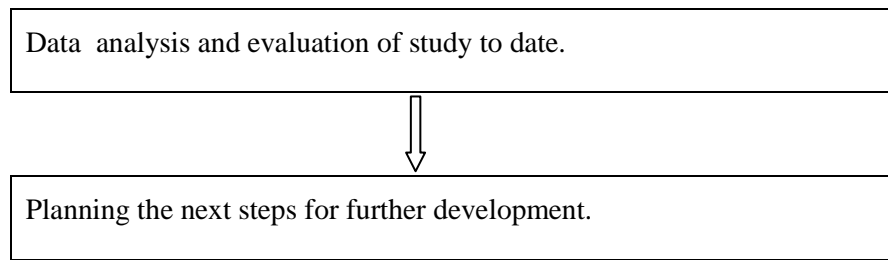 Data analysis and evaluation of study to date.
Planning the next steps for further development.